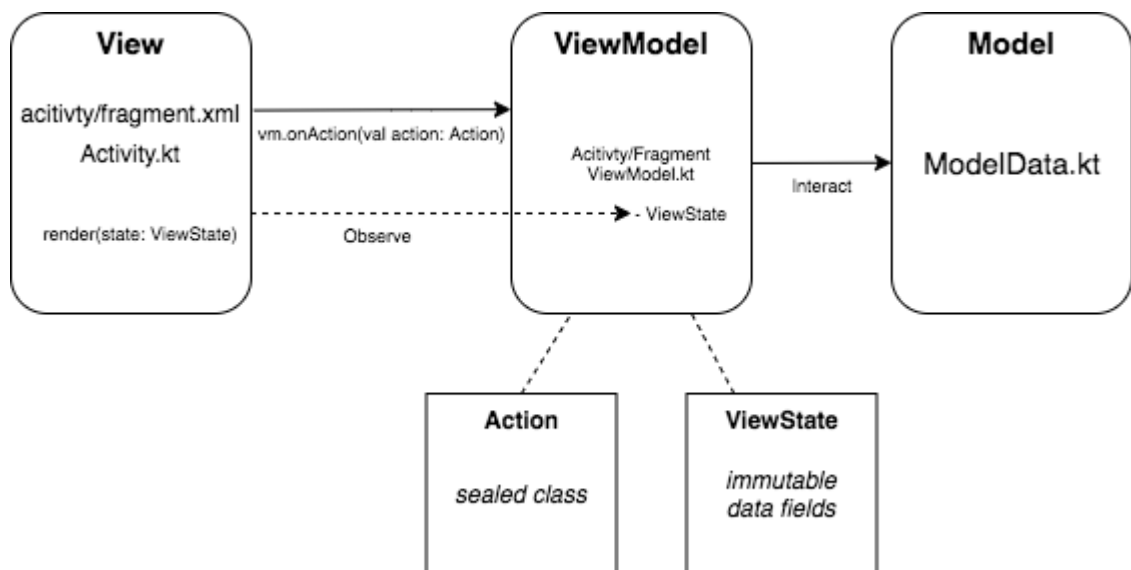 View
acitivty/fragment.xml
Activity.kt
render(state: ViewState)
vm.onAction(val action: Action)
Observe
ViewModel
Acitivty/Fragment
ViewModel.kt
- ViewState
Interact
Model
ModelData.kt
Action
sealed class
ViewState
immutable
data fields